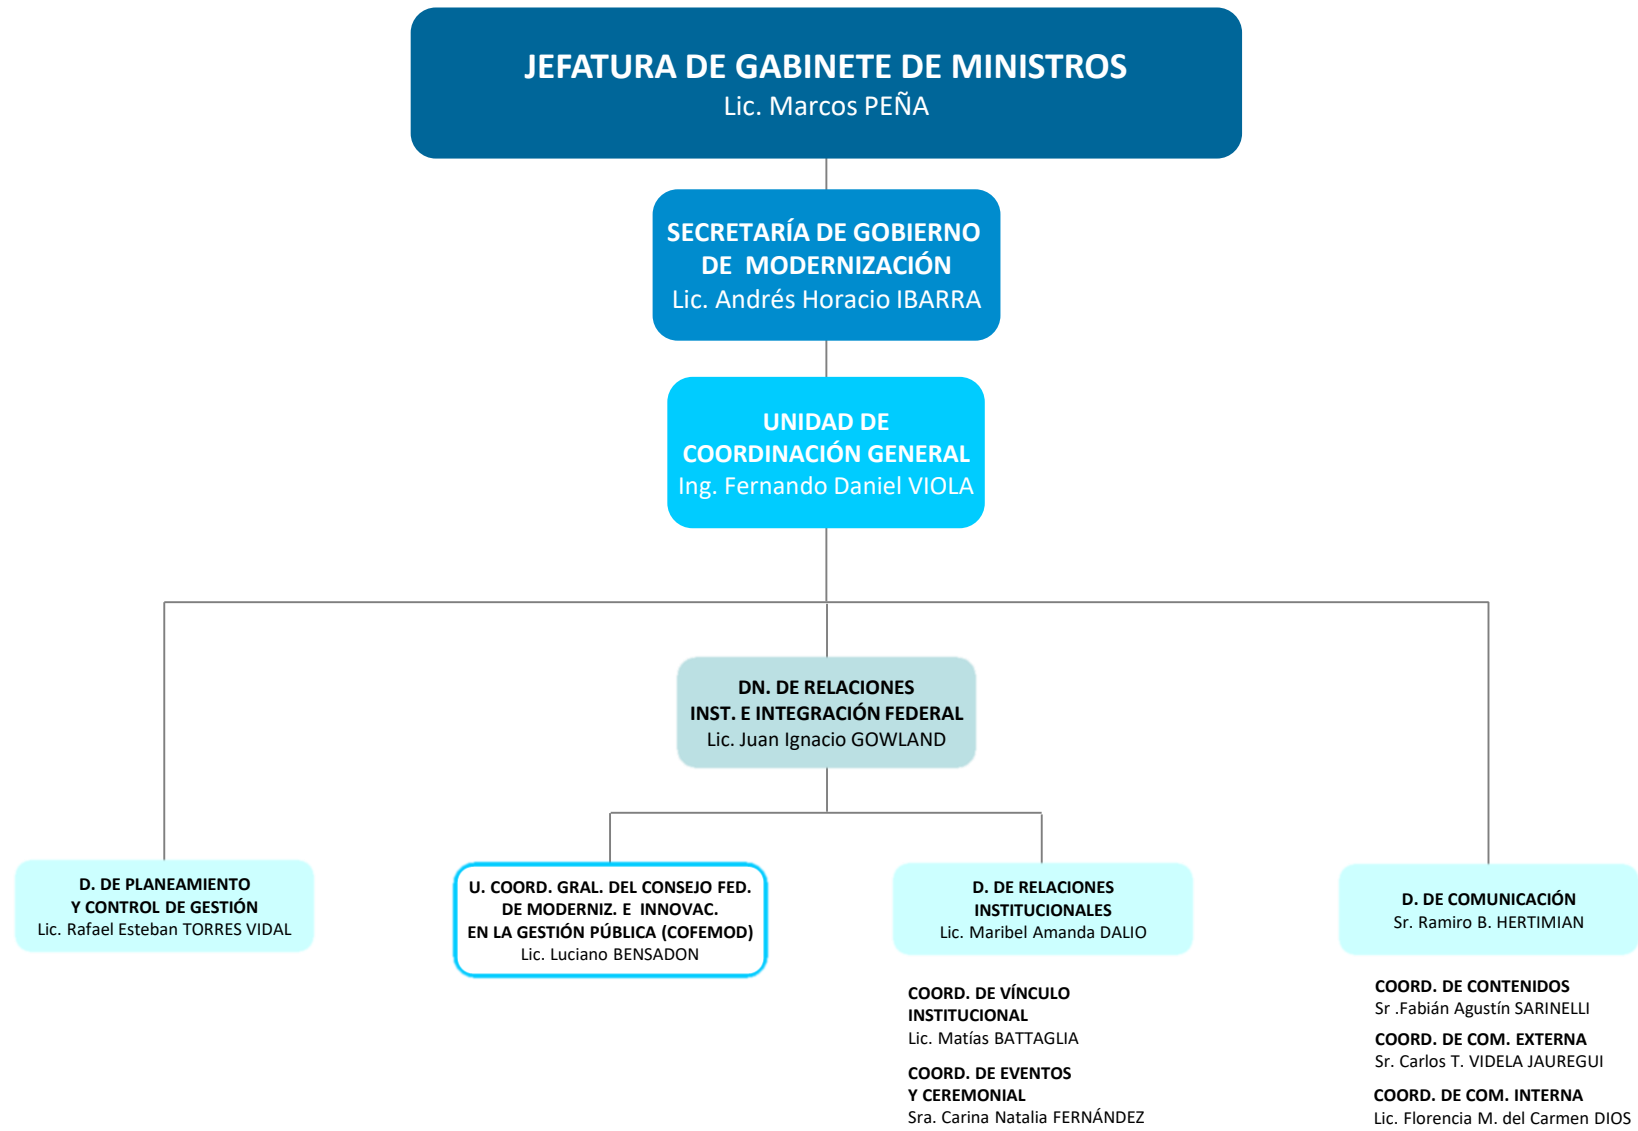 JEFATURA DE GABINETE DE MINISTROS
Lic. Marcos PEÑA
SECRETARÍA DE GOBIERNO
DE MODERNIZACIÓN
Lic. Andrés Horacio IBARRA
UNIDAD DE
COORDINACIÓN GENERAL
Ing. Fernando Daniel VIOLA
DN. DE RELACIONES
INST. E INTEGRACIÓN FEDERAL
Lic. Juan Ignacio GOWLAND
D. DE PLANEAMIENTO
Y CONTROL DE GESTIÓN
Lic. Rafael Esteban TORRES VIDAL
U. COORD. GRAL. DEL CONSEJO FED.
DE MODERNIZ. E INNOVAC.
EN LA GESTIÓN PÚBLICA (COFEMOD)
Lic. Luciano BENSADON
D. DE RELACIONES
INSTITUCIONALES
Lic. Maribel Amanda DALIO
COORD. DE VÍNCULO
INSTITUCIONAL
Lic. Matías BATTAGLIA
COORD. DE EVENTOS
Y CEREMONIAL
Sra. Carina Natalia FERNÁNDEZ
D. DE COMUNICACIÓN
Sr. Ramiro B. HERTIMIAN
COORD. DE CONTENIDOS
Sr .Fabián Agustín SARINELLI
COORD. DE COM. EXTERNA
Sr. Carlos T. VIDELA JAUREGUI
COORD. DE COM. INTERNA
Lic. Florencia M. del Carmen DIOS